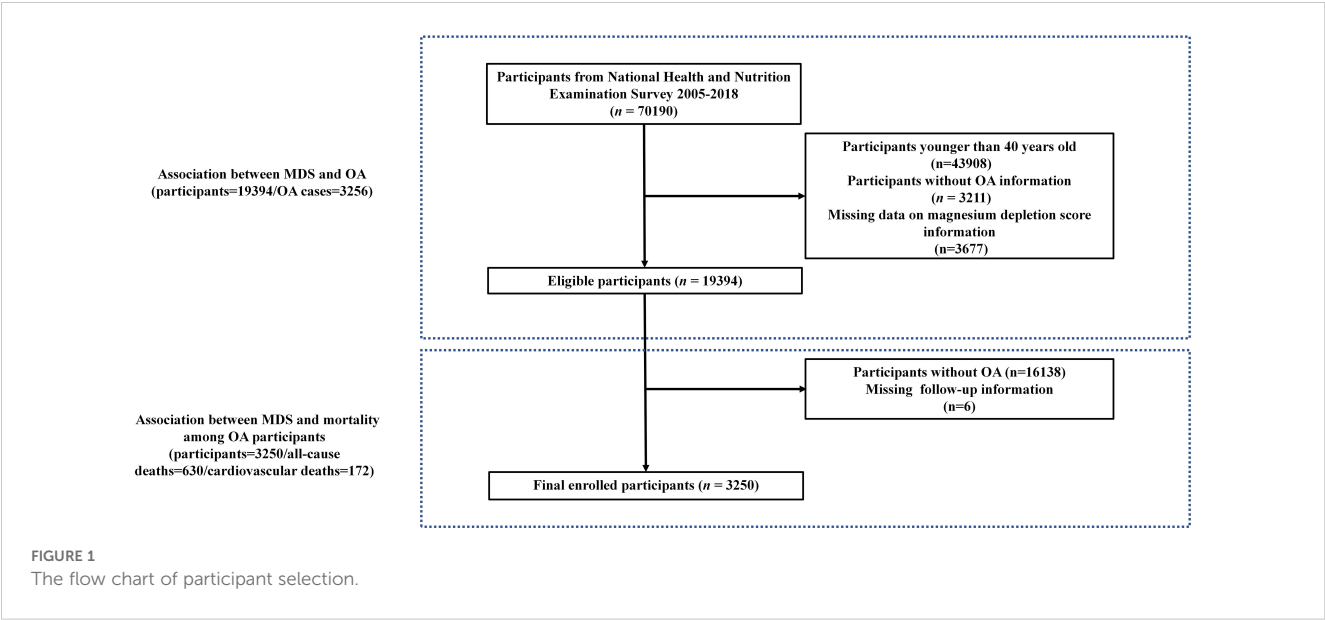 Participants from National Health and Nutrition
Examination Survey 2005-2018
(n = 70190)
Participants younger than 40 years old
(n=43908)
Participants without OA information
(n = 3211)
Missing data on magnesium depletion score
information
(n=3677)
Association between MDS and OA
(participants=19394/OA cases=3256)
Eligible participants (n = 19394)
Participants without OA (n=16138)
Missing follow-up information
(n=6)
Association between MDS and mortality
among OA participants
(participants=3250/all-cause
deaths=630/cardiovascular deaths=172)
Final enrolled participants (n = 3250)
FIGURE 1
The flow chart of participant selection.